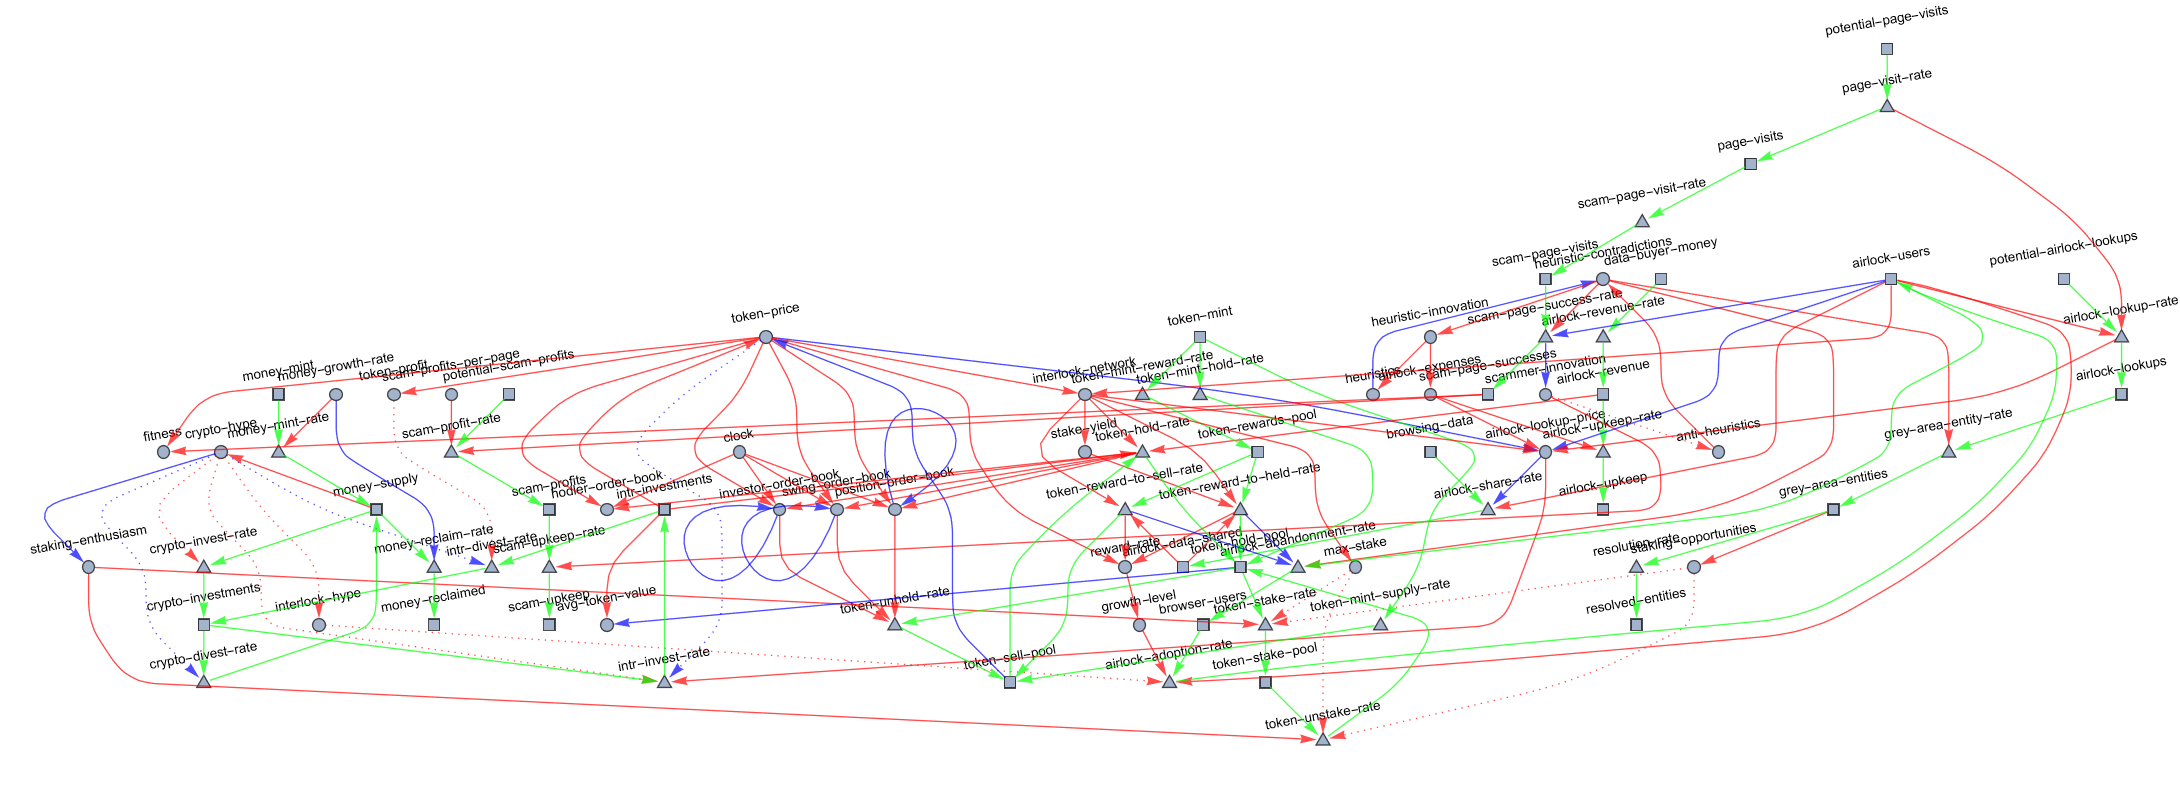 potential-page-visits
page-visit-rate
page-visits
scam-page-visit-rate
scam-page-visits
heuristic-contradictions
data-buyer-money
airlock-users
potential-airlock-lookups
token-price
token-mint
heuristic-innovation
scam-page-success-rate
airlock-revenue-rate
airlock-lookup-rate
money-mint
money-growth-rate
token-profit
scam-profits-per-page
potential-scam-profits
interlock-network
token-mint-reward-rate
token-mint-hold-rate
heuristics
airlock-expenses
scam-page-successes
scammer-innovation
airlock-revenue
airlock-lookups
fitness
crypto-hype
money-mint-rate
scam-profit-rate
clock
stake-yield
token-hold-rate
token-rewards-pool
browsing-data
airlock-lookup-price
airlock-upkeep-rate
anti-heuristics
grey-area-entity-rate
money-supply
scam-profits
hodler-order-book
intr-investments
investor-order-book
swing-order-book
position-order-book
token-reward-to-sell-rate
token-reward-to-held-rate
airlock-share-rate
airlock-upkeep
grey-area-entities
staking-enthusiasm
crypto-invest-rate
money-reclaim-rate
intr-divest-rate
scam-upkeep-rate
reward-rate
airlock-data-shared
token-hold-pool
airlock-abandonment-rate
max-stake
resolution-rate
staking-opportunities
crypto-investments
interlock-hype
money-reclaimed
scam-upkeep
avg-token-value
token-unhold-rate
growth-level
browser-users
token-stake-rate
token-mint-supply-rate
resolved-entities
crypto-divest-rate
intr-invest-rate
token-sell-pool
airlock-adoption-rate
token-stake-pool
token-unstake-rate